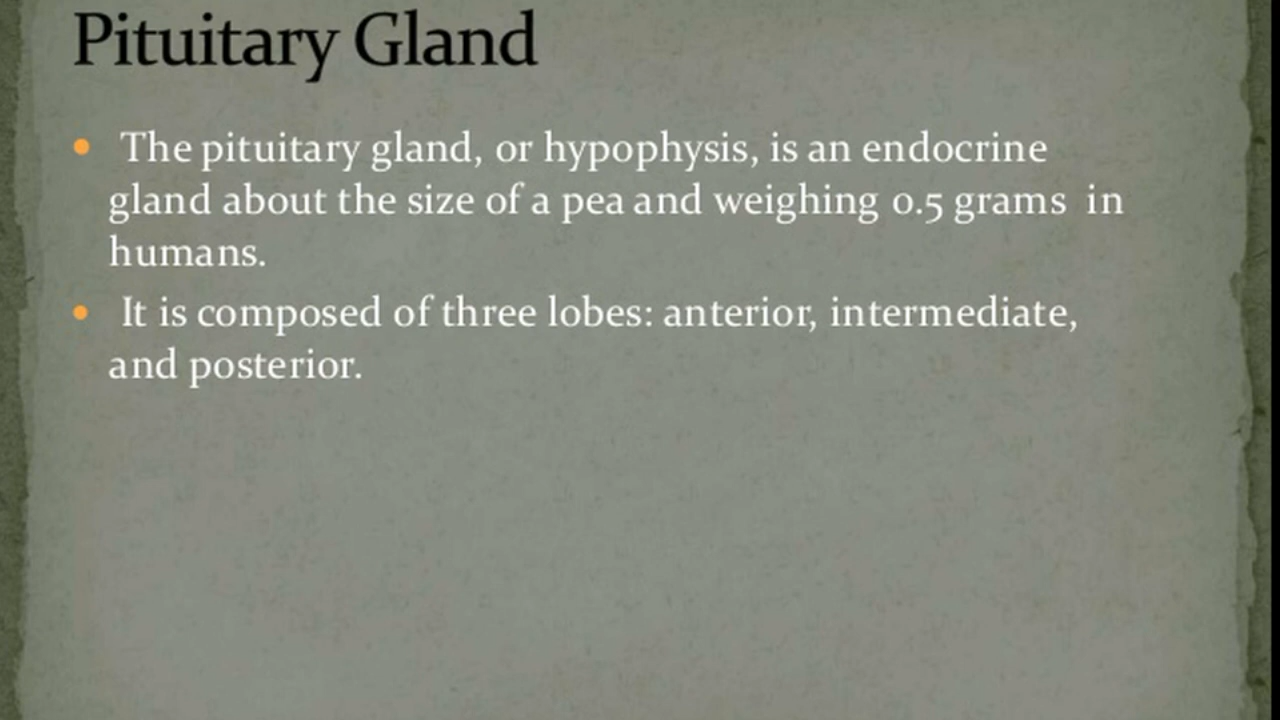 Pituitary Gland
• The pituitary gland, or hypophysis, is an endocrine
gland about the size of a pea and weighing 0.5 grams in
humans.
• It is composed of three lobes: anterior, intermediate,
and posterior.